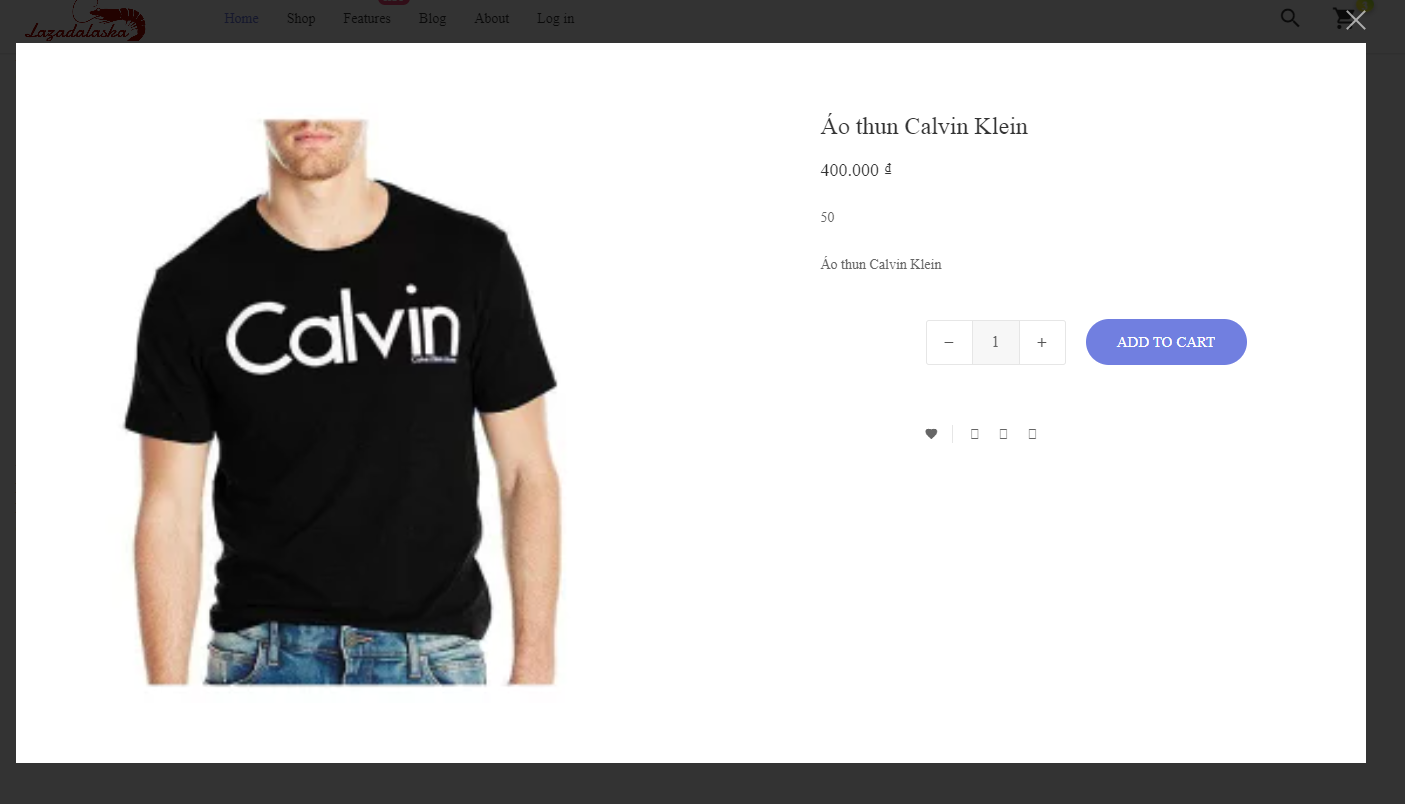 Lazadalaska
Home
Shop
Features
Blog
About
Log in
Áo thun Calvin Klein
400.000 ₫
50
Áo thun Calvin Klein
Calvin
− 1 +
ADD TO CART